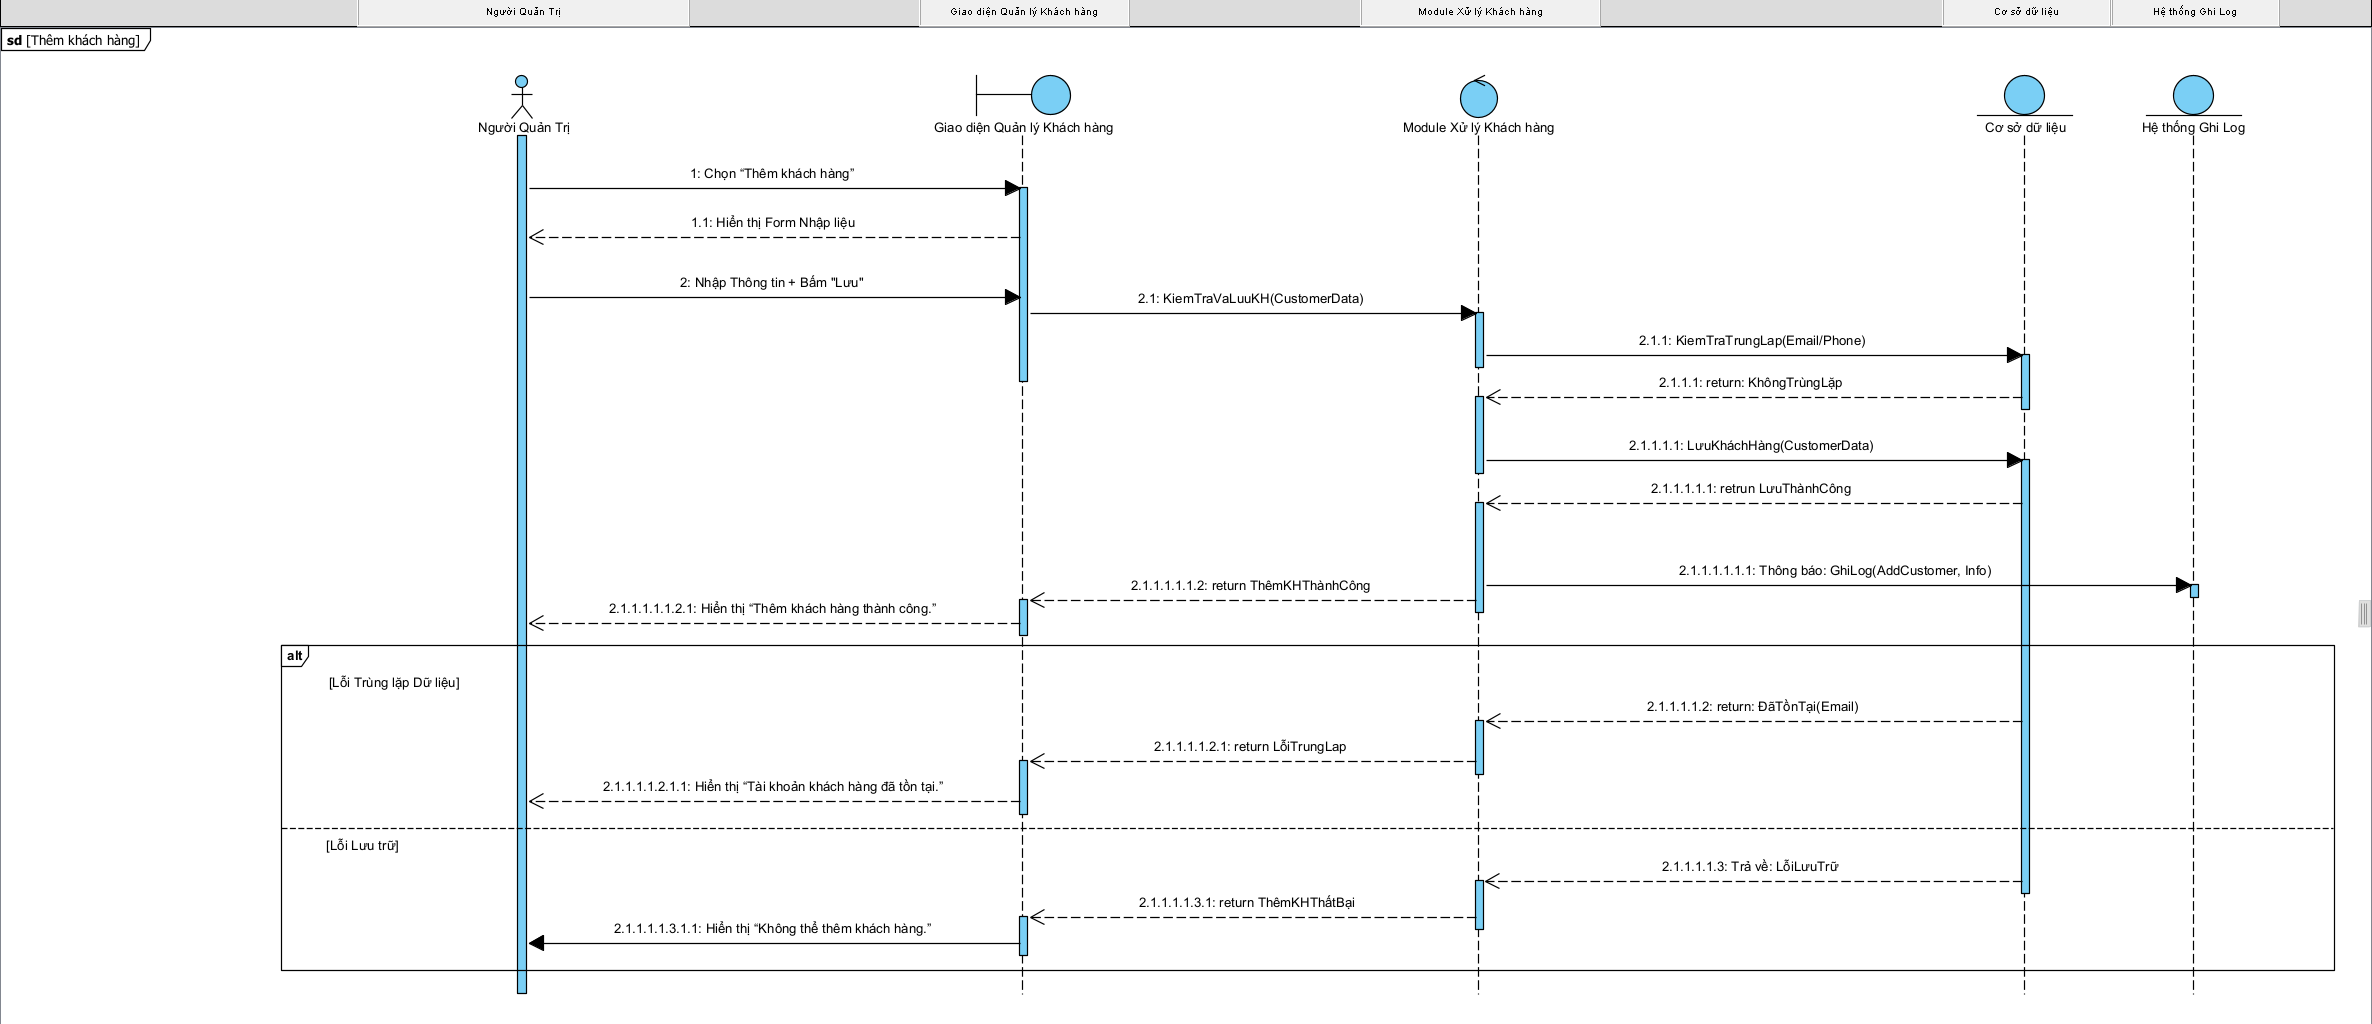 Người Quản Trị
Giao diện Quản lý Khách hàng
Module Xử lý Khách hàng
Cơ sở dữ liệu
Hệ thống Ghi Log
sd [Thêm khách hàng]
Người Quản Trị
Giao diện Quản lý Khách hàng
Module Xử lý Khách hàng
Cơ sở dữ liệu
Hệ thống Ghi Log
1: Chọn “Thêm khách hàng”
1.1: Hiển thị Form Nhập liệu
2: Nhập Thông tin + Bấm "Lưu"
2.1: KiemTraVaLuuKH(CustomerData)
2.1.1: KiemTraTrungLap(Email/Phone)
2.1.1.1: return: KhôngTrùngLặp
2.1.1.1.1: LưuKháchHàng(CustomerData)
2.1.1.1.1.1: retrun LưuThànhCông
2.1.1.1.1.1.1: Thông báo: GhiLog(AddCustomer, Info)
2.1.1.1.1.1.2: return ThêmKHThànhCông
2.1.1.1.1.1.2.1: Hiển thị “Thêm khách hàng thành công.”
alt
[Lỗi Trùng lặp Dữ liệu]
2.1.1.1.1.2: return: ĐãTồnTại(Email)
2.1.1.1.1.2.1: return LỗiTrungLap
2.1.1.1.1.2.1.1: Hiển thị “Tài khoản khách hàng đã tồn tại.”
[Lỗi Lưu trữ]
2.1.1.1.1.3: Trả về: LỗiLưuTrữ
2.1.1.1.1.3.1: return ThêmKHThấtBại
2.1.1.1.1.3.1.1: Hiển thị “Không thể thêm khách hàng.”